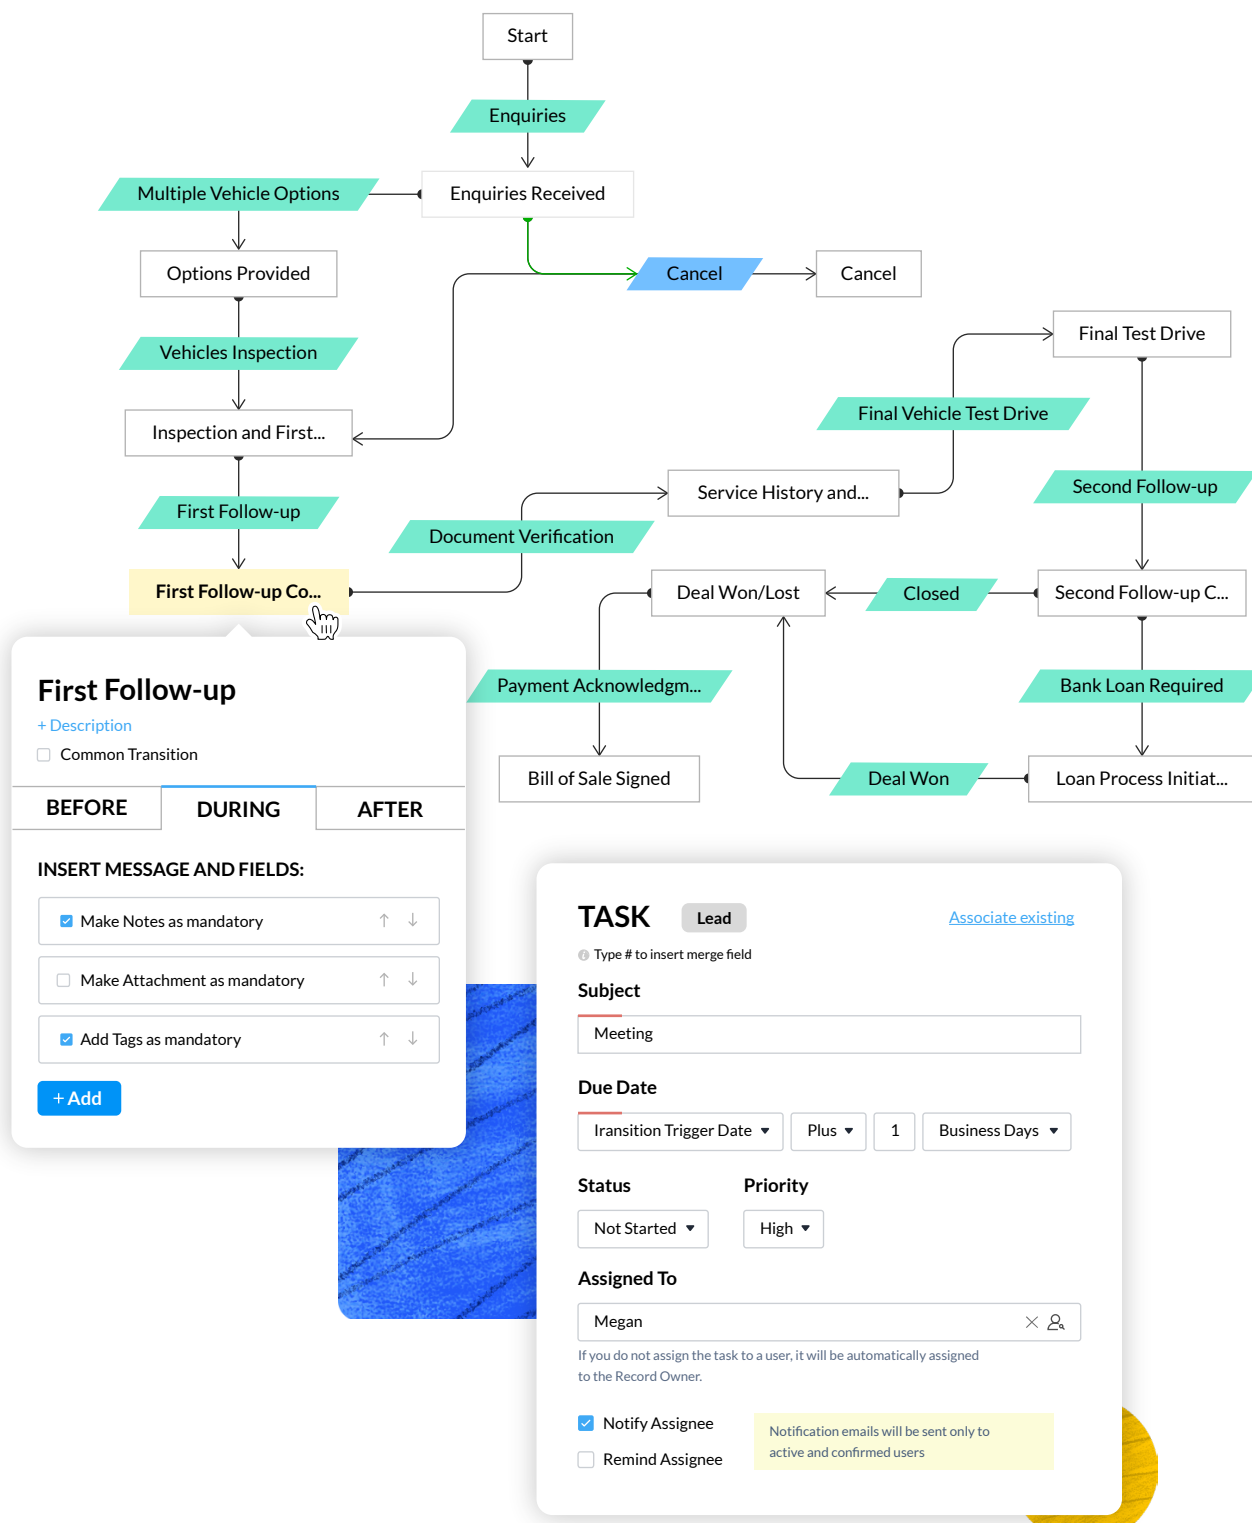 Start
Enquiries
Multiple Vehicle Options
Enquiries Received
Options Provided
Cancel
Cancel
Final Test Drive
Vehicles Inspection
Final Vehicle Test Drive
Inspection and First...
Second Follow-up
Service History and...
First Follow-up
Document Verification
First Follow-up Co...
Deal Won/Lost
Closed
Second Follow-up C...
Payment Acknowledgm...
Bank Loan Required
Bill of Sale Signed
Deal Won
Loan Process Initiat...
First Follow-up
+ Description
Common Transition
BEFORE
DURING
AFTER
INSERT MESSAGE AND FIELDS:
Make Notes as mandatory
Make Attachment as mandatory
Add Tags as mandatory
+ Add
TASK
Lead
Associate existing
Type # to insert merge field
Subject
Meeting
Due Date
Iransition Trigger Date
Plus
1
Business Days
Status
Priority
Not Started
High
Assigned To
Megan
If you do not assign the task to a user, it will be automatically assigned
to the Record Owner.
Notify Assignee
Remind Assignee
Notification emails will be sent only to
active and confirmed users